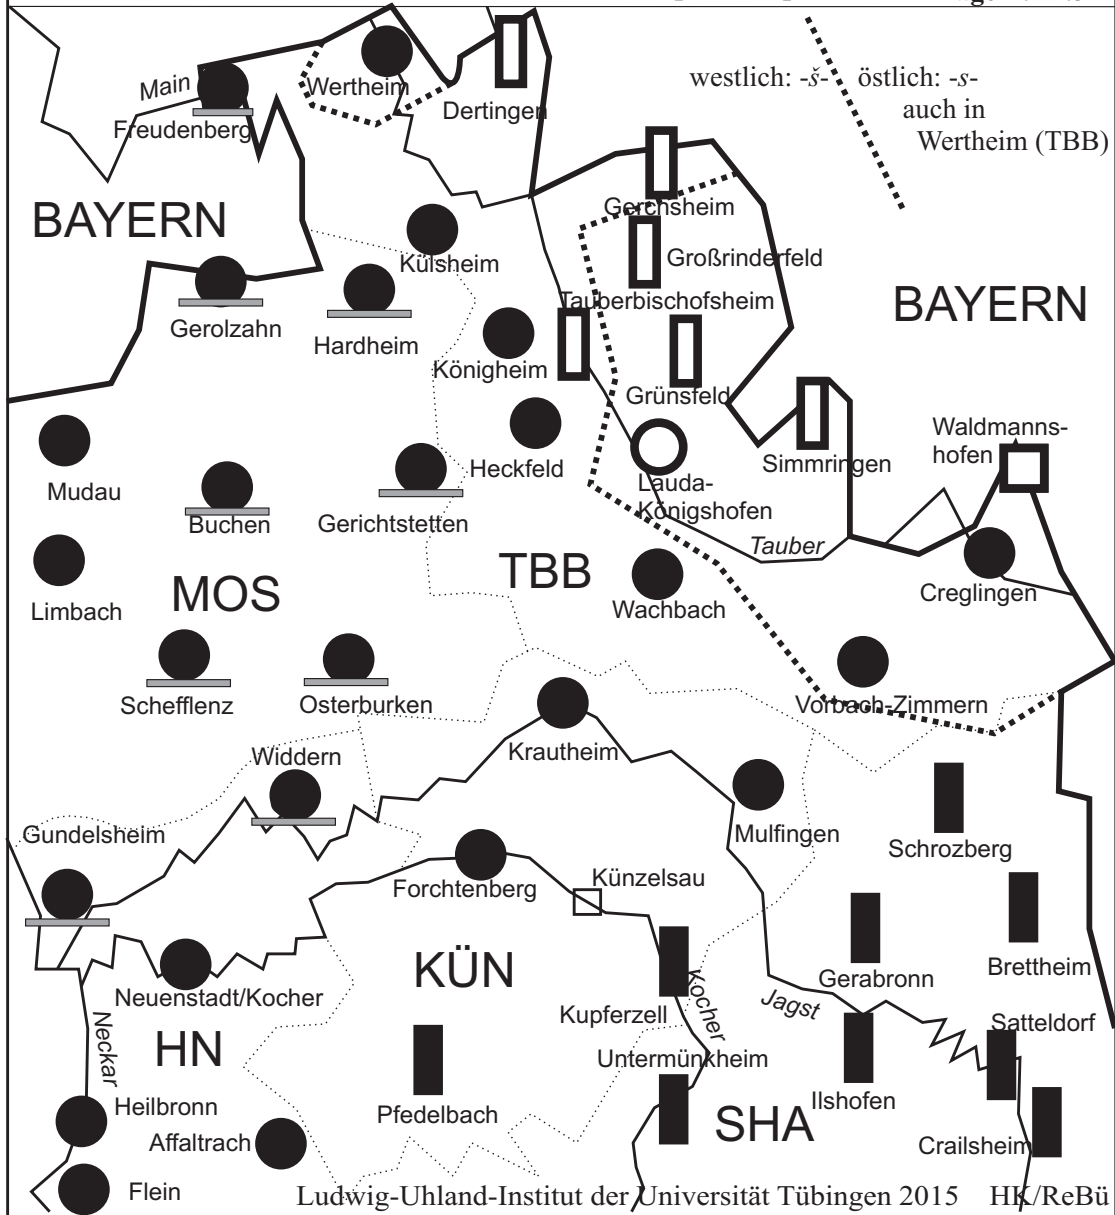 westlich: -š- östlich: -s-
auch in
Wertheim (TBB)
Main
Wertheim
Dertingen
Freudenberg
BAYERN
Gerchsheim
Külsheim
Großrinderfeld
Gerolzahn
Tauberbischofsheim
BAYERN
Hardheim
Königheim
Grünsfeld
Waldmanns-
hofen
Mudau
Heckfeld
Simmringen
Buchen
Gerichtstetten
Lauda-
Königshofen
Tauber
TBB
MOS
Limbach
Wachbach
Creglingen
Schefflenz
Osterburken
Vorbach-Zimmern
Widdern
Krautheim
Gundelsheim
Mulfingen
Schrozberg
Forchtenberg
Künzelsau
KÜN
Gerabronn
Brettheim
Neuenstadt/Kocher
Kocher
Jagst
Kupferzell
Satteldorf
Neckar
HN
Untermünkheim
Heilbronn
Pfedelbach
Ilshofen
SHA
Affaltrach
Crailsheim
Flein
Ludwig-Uhland-Institut der Universität Tübingen 2015 HK/ReBü